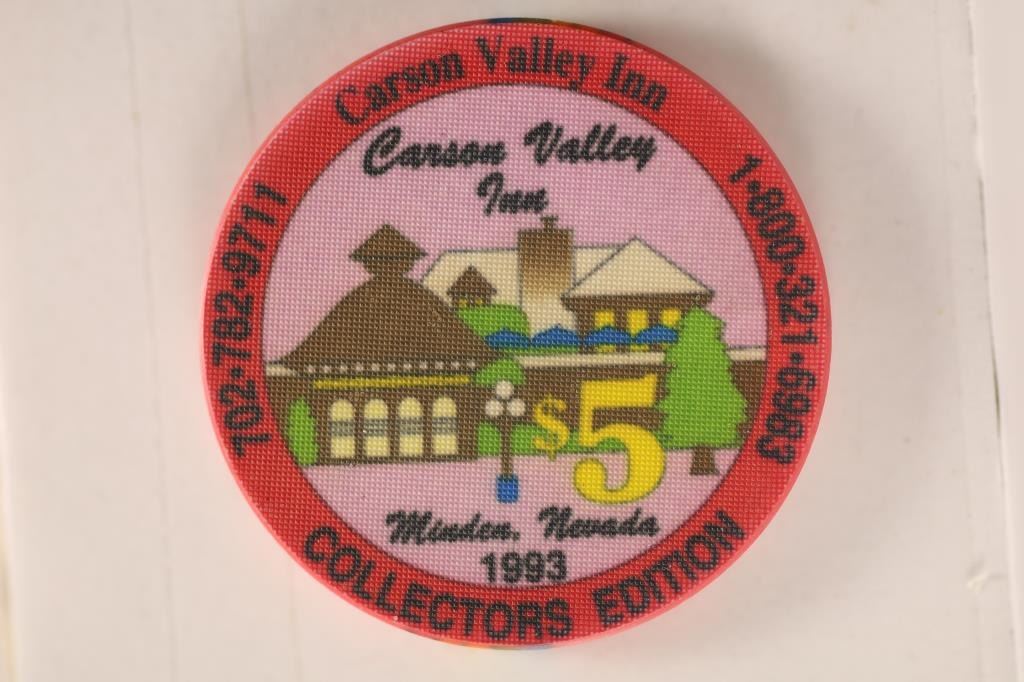 Carson Valley Inn
Carson Valley
Inn
702•782•9711
1•800•321•6983
$5
Minden, Nevada
1993
COLLECTORS EDITION